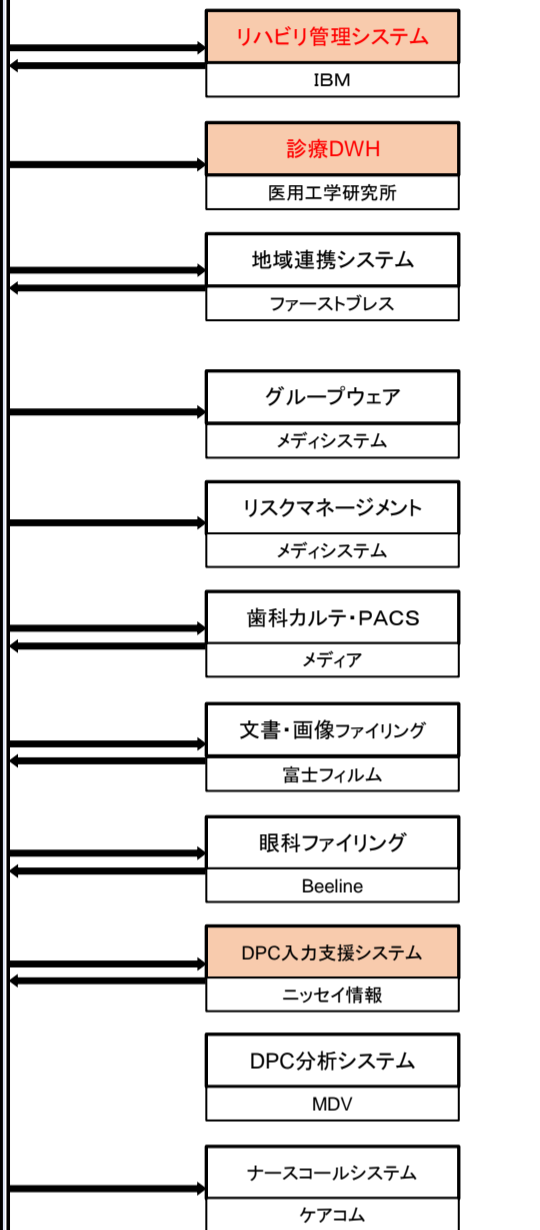 リハビリ管理システム
IBM
診療DWH
医用工学研究所
地域連携システム
ファーストブレス
グループウェア
メディシステム
リスクマネージメント
メディシステム
歯科カルテ・PACS
メディア
文書・画像ファイリング
富士フィルム
眼科ファイリング
Beeline
DPC入力支援システム
ニッセイ情報
DPC分析システム
MDV
ナースコールシステム
ケアコム